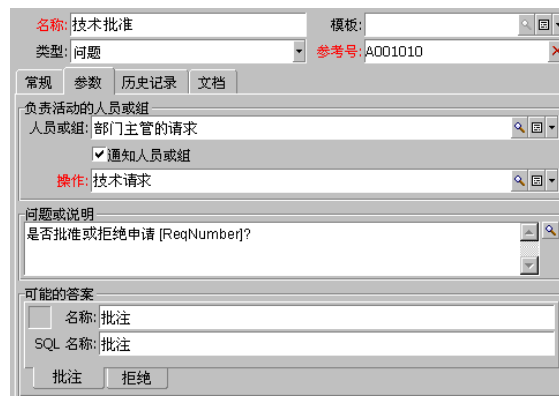 名称: 技术批准 模板:
类型: 问题 参考号: A001010
常规 参数 历史记录 文档
负责活动的人员或组
人员或组: 部门主管的请求
通知人员或组
操作: 技术请求
问题或说明
是否批准或拒绝申请 [ReqNumber]?
可能的答案
名称: 批注
SQL 名称: 批注
批注 拒绝